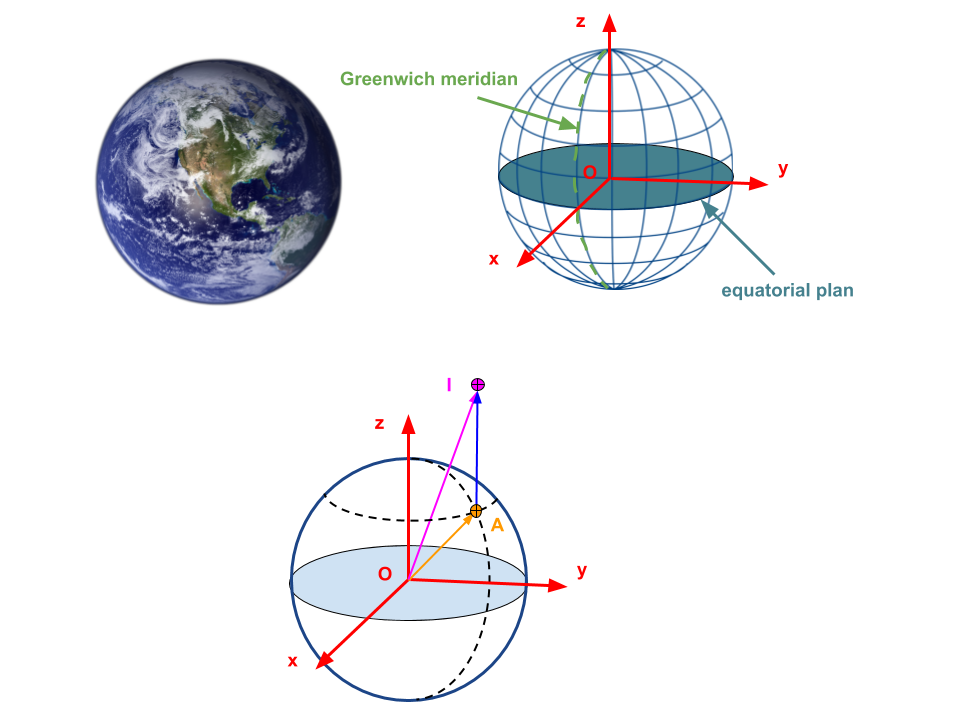 z
Greenwich meridian
O
y
x
equatorial plan
I
z
A
O
y
x